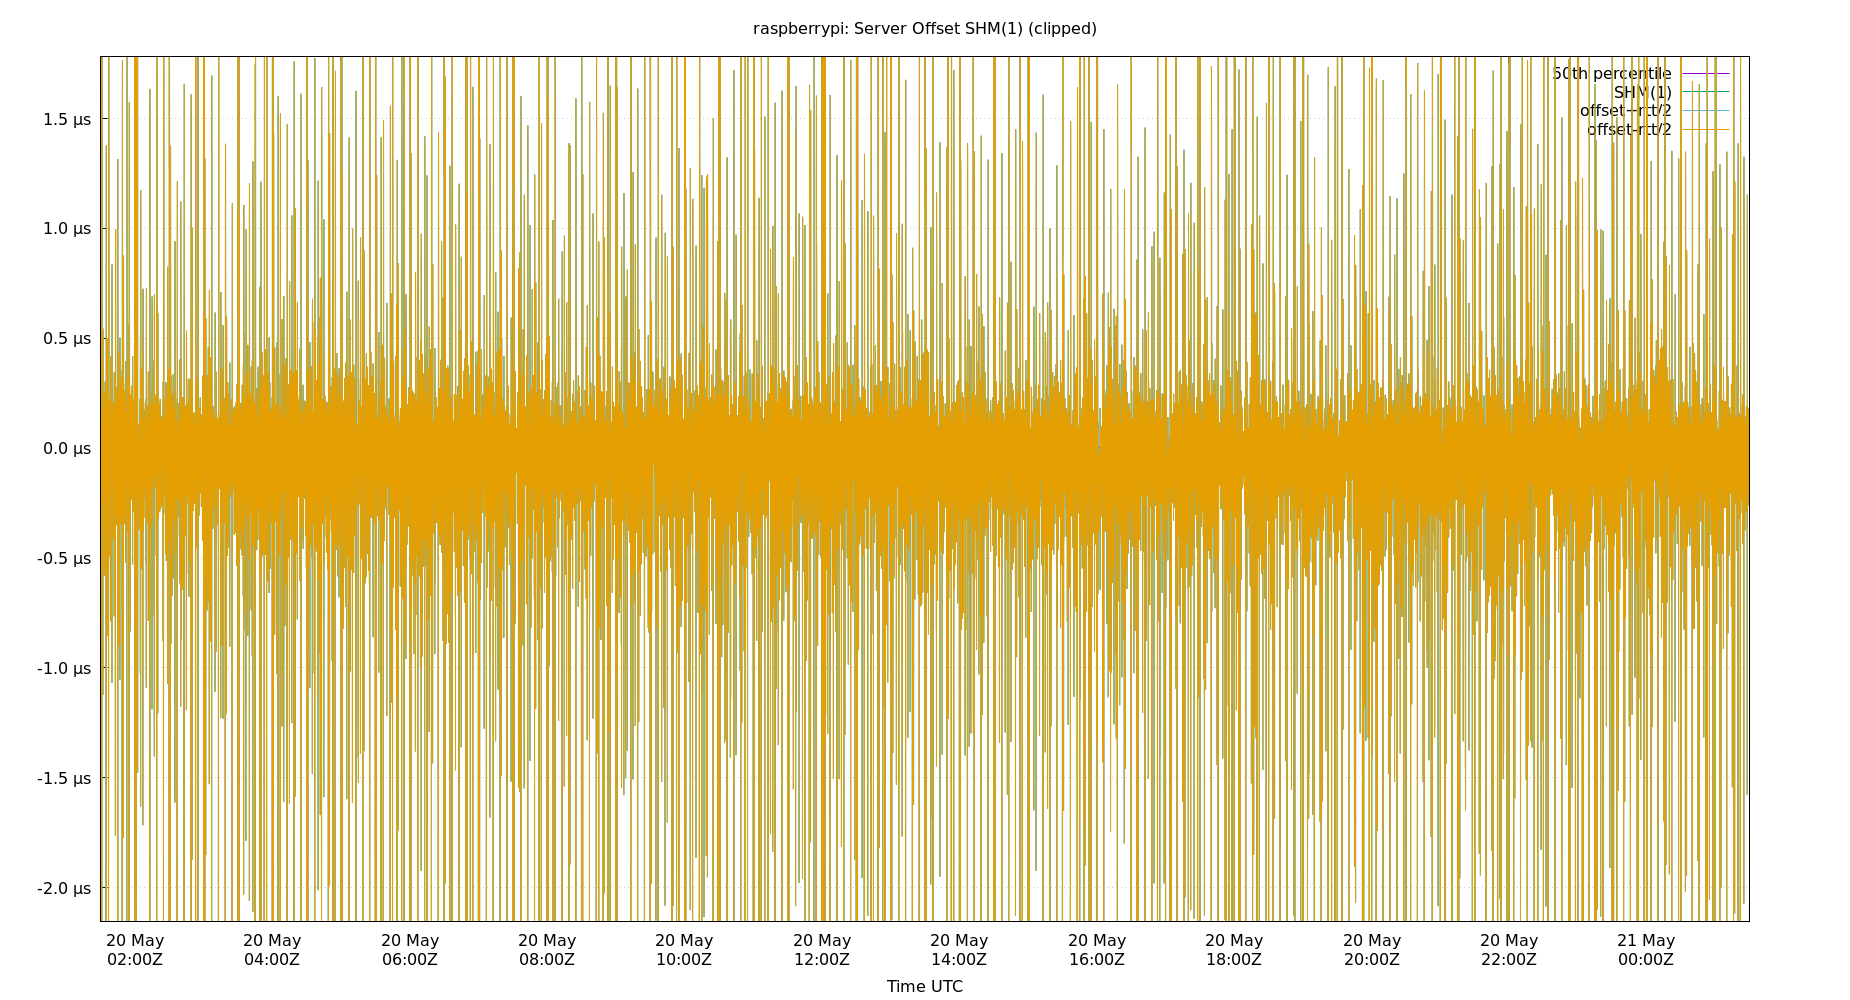 raspberrypi: Server Offset SHM(1) (clipped)
50th percentile
SHM(1)
offset+rtt/2
offset-rtt/2
1.5 µs
1.0 µs
0.5 µs
0.0 µs
-0.5 µs
-1.0 µs
-1.5 µs
-2.0 µs
20 May 20 May 20 May 20 May 20 May 20 May 20 May 20 May 20 May 20 May 20 May 21 May
02:00Z 04:00Z 06:00Z 08:00Z 10:00Z 12:00Z 14:00Z 16:00Z 18:00Z 20:00Z 22:00Z 00:00Z
Time UTC